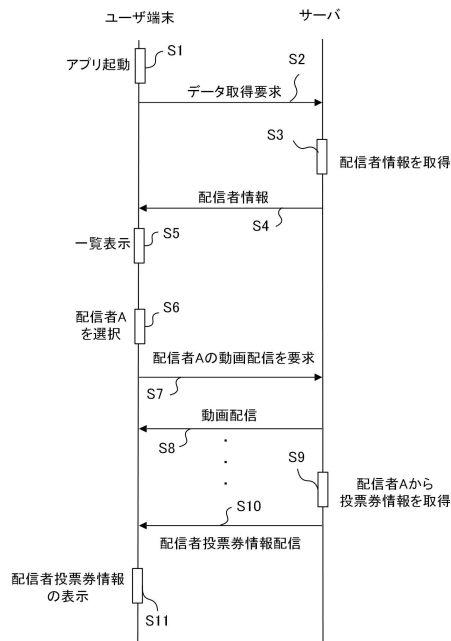 ユーザ端末
サーバ
S1
アプリ起動
S2
データ取得要求
S3
配信者情報を取得
配信者情報
S4
S5
一覧表示
S6
配信者A
を選択
配信者Aの動画配信を要求
S7
動画配信
S8
S9
配信者Aから
投票券情報を取得
S10
配信者投票券情報配信
配信者投票券情報
の表示
S11